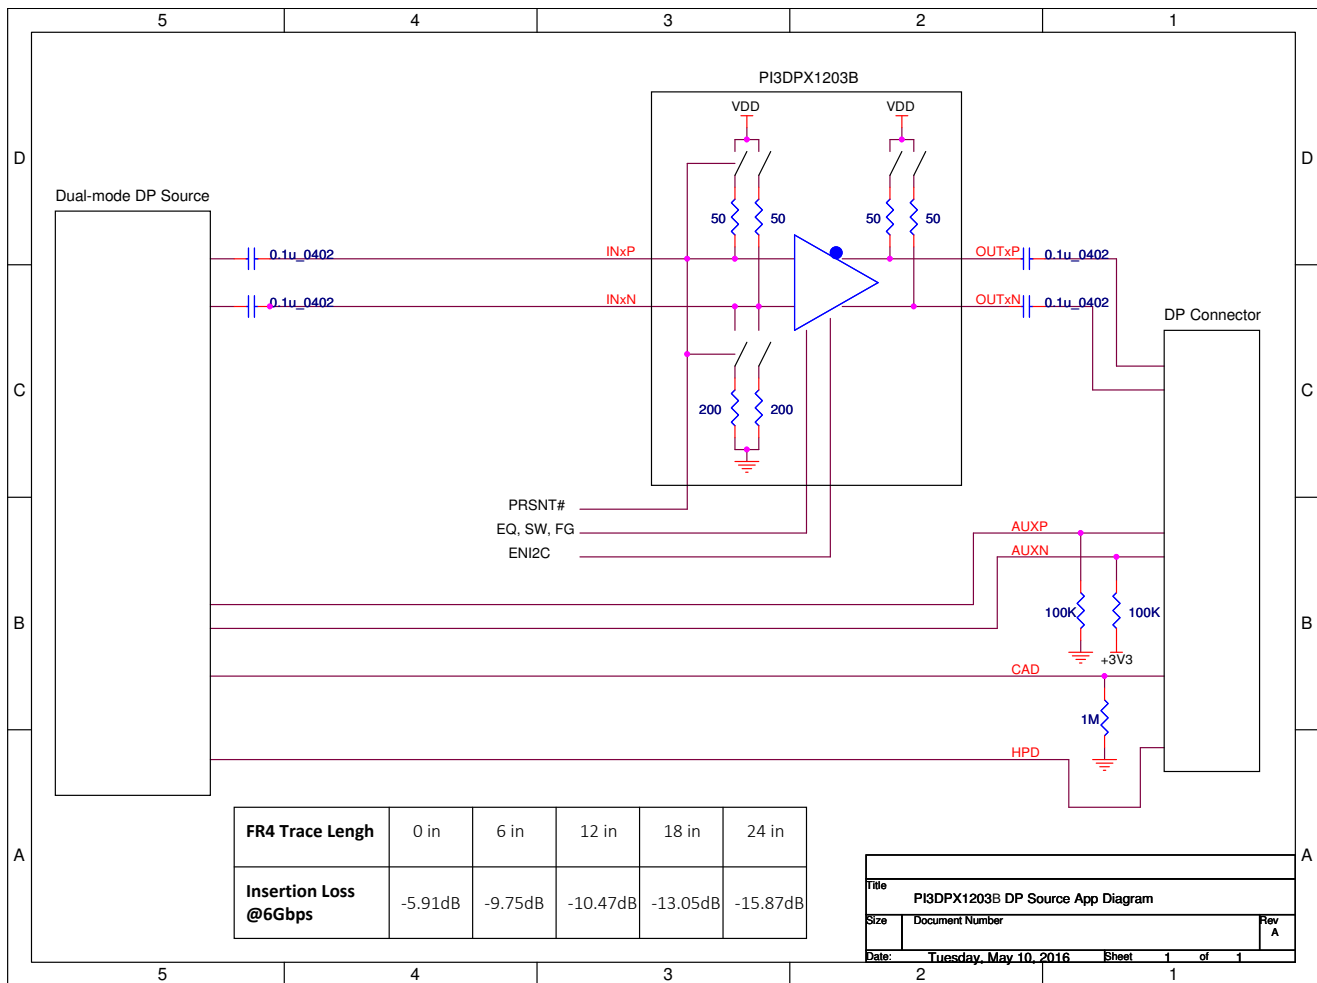 5 4 3 2 1
PI3DPX1203B
VDD VDD
D D
Dual-mode DP Source
50 50 50 50
0.1u_0402 INxP OUTxP 0.1u_0402
0.1u_0402 INxN OUTxN 0.1u_0402
DP Connector
C C
200 200
PRSNT#
EQ, SW, FG
ENI2C
AUXP
AUXN
B B
100K 100K
+3V3
CAD
1M
HPD
FR4 Trace Lengh 0 in 6 in 12 in 18 in 24 in
Insertion Loss
@6Gbps -5.91dB -9.75dB -10.47dB -13.05dB -15.87dB
A A
Title
PI3DPX1203B DP Source App Diagram
Size Document Number Rev
A
Date: Tuesday, May 10, 2016 Sheet 1 of 1
5 4 3 2 1